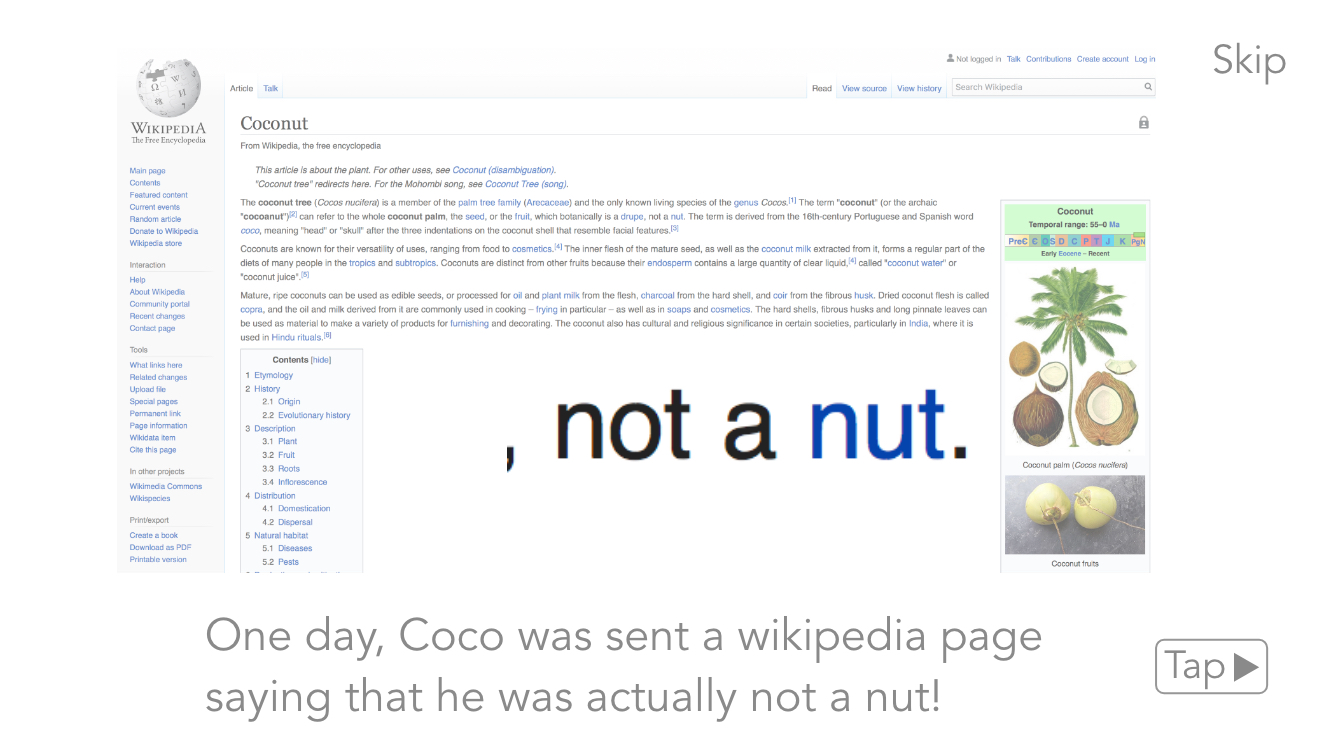 Skip
Not logged in Talk Contributions Create account Log in
Article Talk
Read View source View history Search Wikipedia
WIKIPEDIA
The Free Encyclopedia
Main page
Contents
Featured content
Current events
Random article
Donate to Wikipedia
Wikipedia store
Interaction
Help
About Wikipedia
Community portal
Recent changes
Contact page
Tools
What links here
Related changes
Upload file
Special pages
Permanent link
Page information
Wikidata item
Cite this page
In other projects
Wikimedia Commons
Wikispecies
Print/export
Create a book
Download as PDF
Printable version
Coconut
From Wikipedia, the free encyclopedia
This article is about the plant. For other uses, see Coconut (disambiguation).
"Coconut tree" redirects here. For the Mohombi song, see Coconut Tree (song).
The coconut tree (Cocos nucifera) is a member of the palm tree family (Arecaceae) and the only known living species of the genus Cocos.[1] The term "coconut" (or the archaic
"cocoanut")[2] can refer to the whole coconut palm, the seed, or the fruit, which botanically is a drupe, not a nut. The term is derived from the 16th-century Portuguese and Spanish word
coco, meaning "head" or "skull" after the three indentations on the coconut shell that resemble facial features.[3]
Coconuts are known for their versatility of uses, ranging from food to cosmetics.[4] The inner flesh of the mature seed, as well as the coconut milk extracted from it, forms a regular part of the
diets of many people in the tropics and subtropics. Coconuts are distinct from other fruits because their endosperm contains a large quantity of clear liquid,[4] called "coconut water" or
"coconut juice".[5]
Mature, ripe coconuts can be used as edible seeds, or processed for oil and plant milk from the flesh, charcoal from the hard shell, and coir from the fibrous husk. Dried coconut flesh is called
copra, and the oil and milk derived from it are commonly used in cooking – frying in particular – as well as in soaps and cosmetics. The hard shells, fibrous husks and long pinnate leaves can
be used as material to make a variety of products for furnishing and decorating. The coconut also has cultural and religious significance in certain societies, particularly in India, where it is
used in Hindu rituals.[6]
Contents [hide]
1 Etymology
2 History
2.1 Origin
2.2 Evolutionary history
3 Description
3.1 Plant
3.2 Fruit
3.3 Roots
3.4 Inflorescence
4 Distribution
4.1 Domestication
4.2 Dispersal
5 Natural habitat
5.1 Diseases
5.2 Pests
, not a nut.
Coconut
Temporal range: 55–0 Ma
PreЄ Є O S D C P T J K PgN
Early Eocene – Recent
Coconut palm (Cocos nucifera)
Coconut fruits
One day, Coco was sent a wikipedia page
saying that he was actually not a nut!
Tap